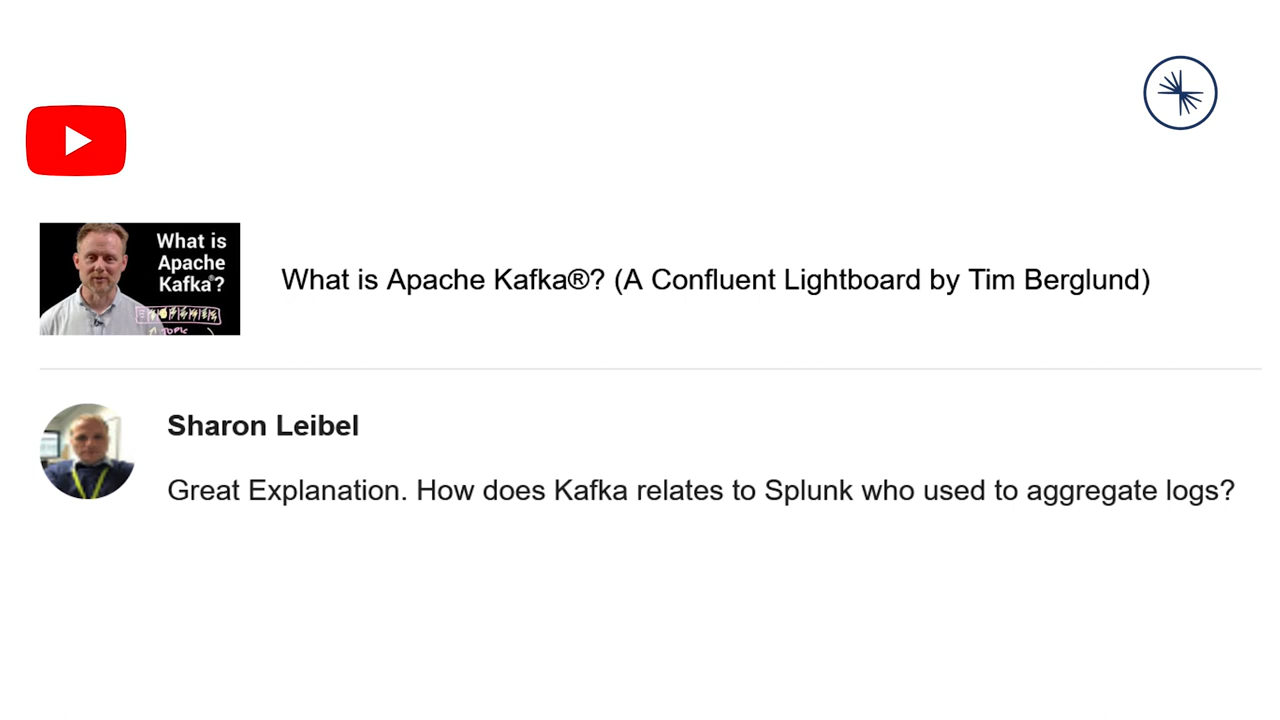 What is
Apache
Kafka®?
TOPIC
What is Apache Kafka®? (A Confluent Lightboard by Tim Berglund)
Sharon Leibel
Great Explanation. How does Kafka relates to Splunk who used to aggregate logs?